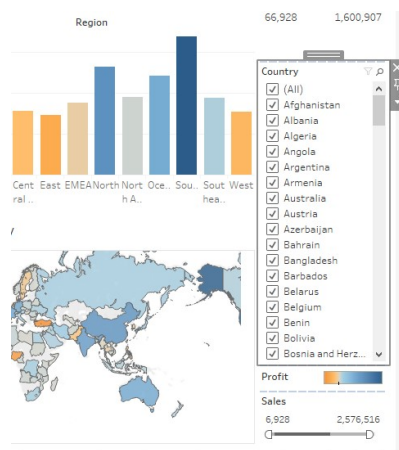 Region
66,928 1,600,907
Country
(All)
Afghanistan
Albania
Algeria
Angola
Argentina
Armenia
Australia
Austria
Azerbaijan
Bahrain
Bangladesh
Barbados
Belarus
Belgium
Benin
Bolivia
Bosnia and Herz...
Cent East EMEA North Nort Oce.. Sou.. Sout West
ral .. h A.. hea..
y
Profit
Sales
6,928 2,576,516